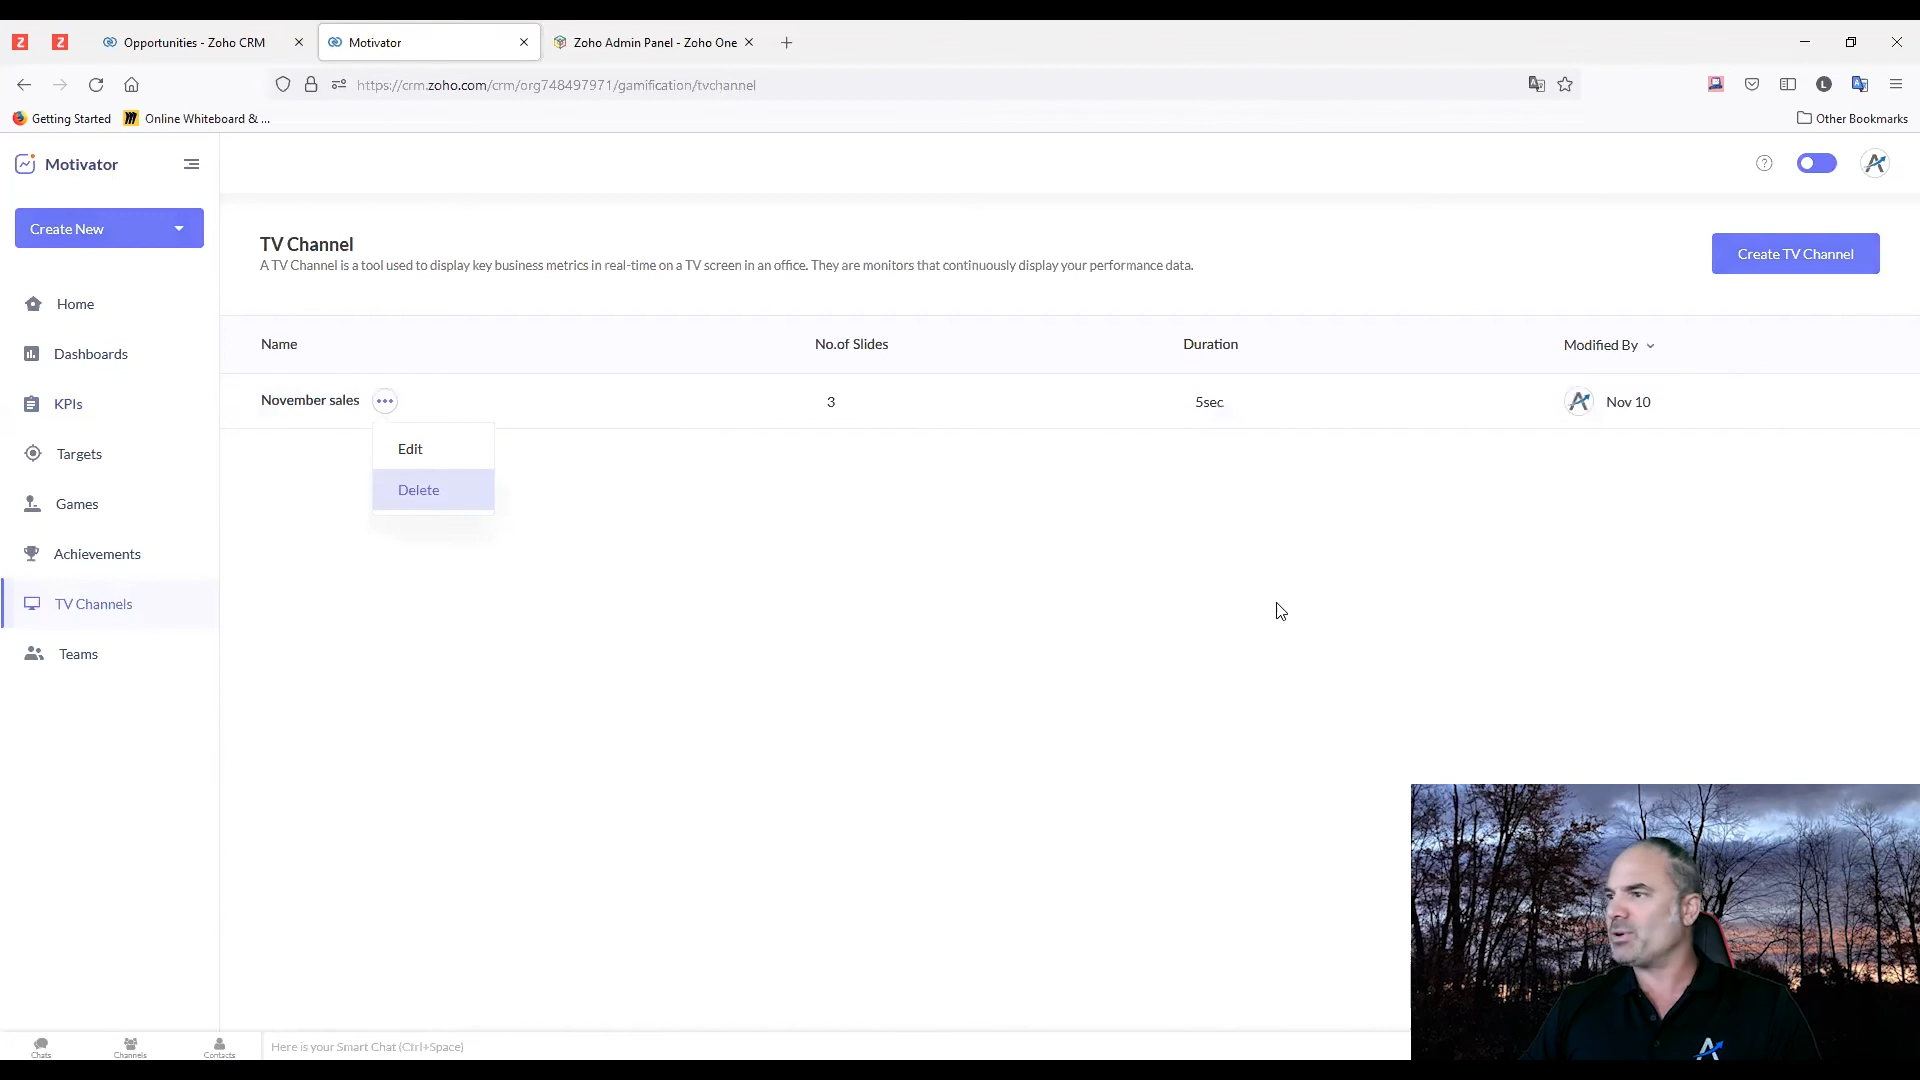 Opportunities - Zoho CRM
Motivator
Zoho Admin Panel - Zoho One
https://crm.zoho.com/crm/org748497971/gamification/tvchannel
Getting Started
Online Whiteboard & ...
Other Bookmarks
Motivator
Create New
Home
Dashboards
KPIs
Targets
Games
Achievements
TV Channels
Teams
TV Channel
A TV Channel is a tool used to display key business metrics in real-time on a TV screen in an office. They are monitors that continuously display your performance data.
Create TV Channel
Name No.of Slides Duration Modified By
November sales 3 5sec Nov 10
Edit
Delete
Chats
Channels
Contacts
Here is your Smart Chat (Ctrl+Space)